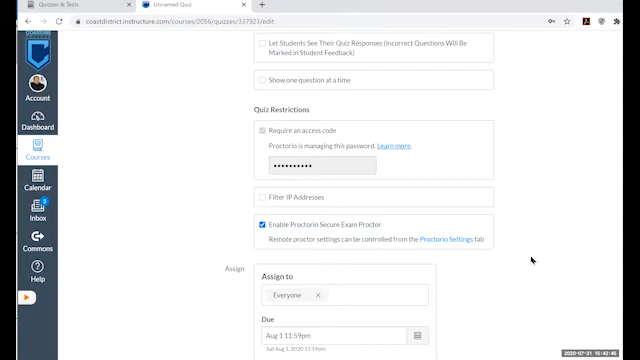 Quizzes & Tests
Unnamed Quiz
coastdistrict.instructure.com/courses/2056/quizzes/337923/edit
Let Students See Their Quiz Responses (Incorrect Questions Will Be
Marked in Student Feedback)
Show one question at a time
Quiz Restrictions
Require an access code
Proctorio is managing this password. Learn more.
••••••••••
Filter IP Addresses
Enable Proctorio Secure Exam Proctor
Remote proctor settings can be controlled from the Proctorio Settings tab
Assign
Assign to
Everyone
Due
Aug 1 11:59pm
Sat Aug 1, 2020 11:59pm
Account
Dashboard
Courses
Calendar
3
Inbox
Commons
Help
2020-07-31 15:42:46